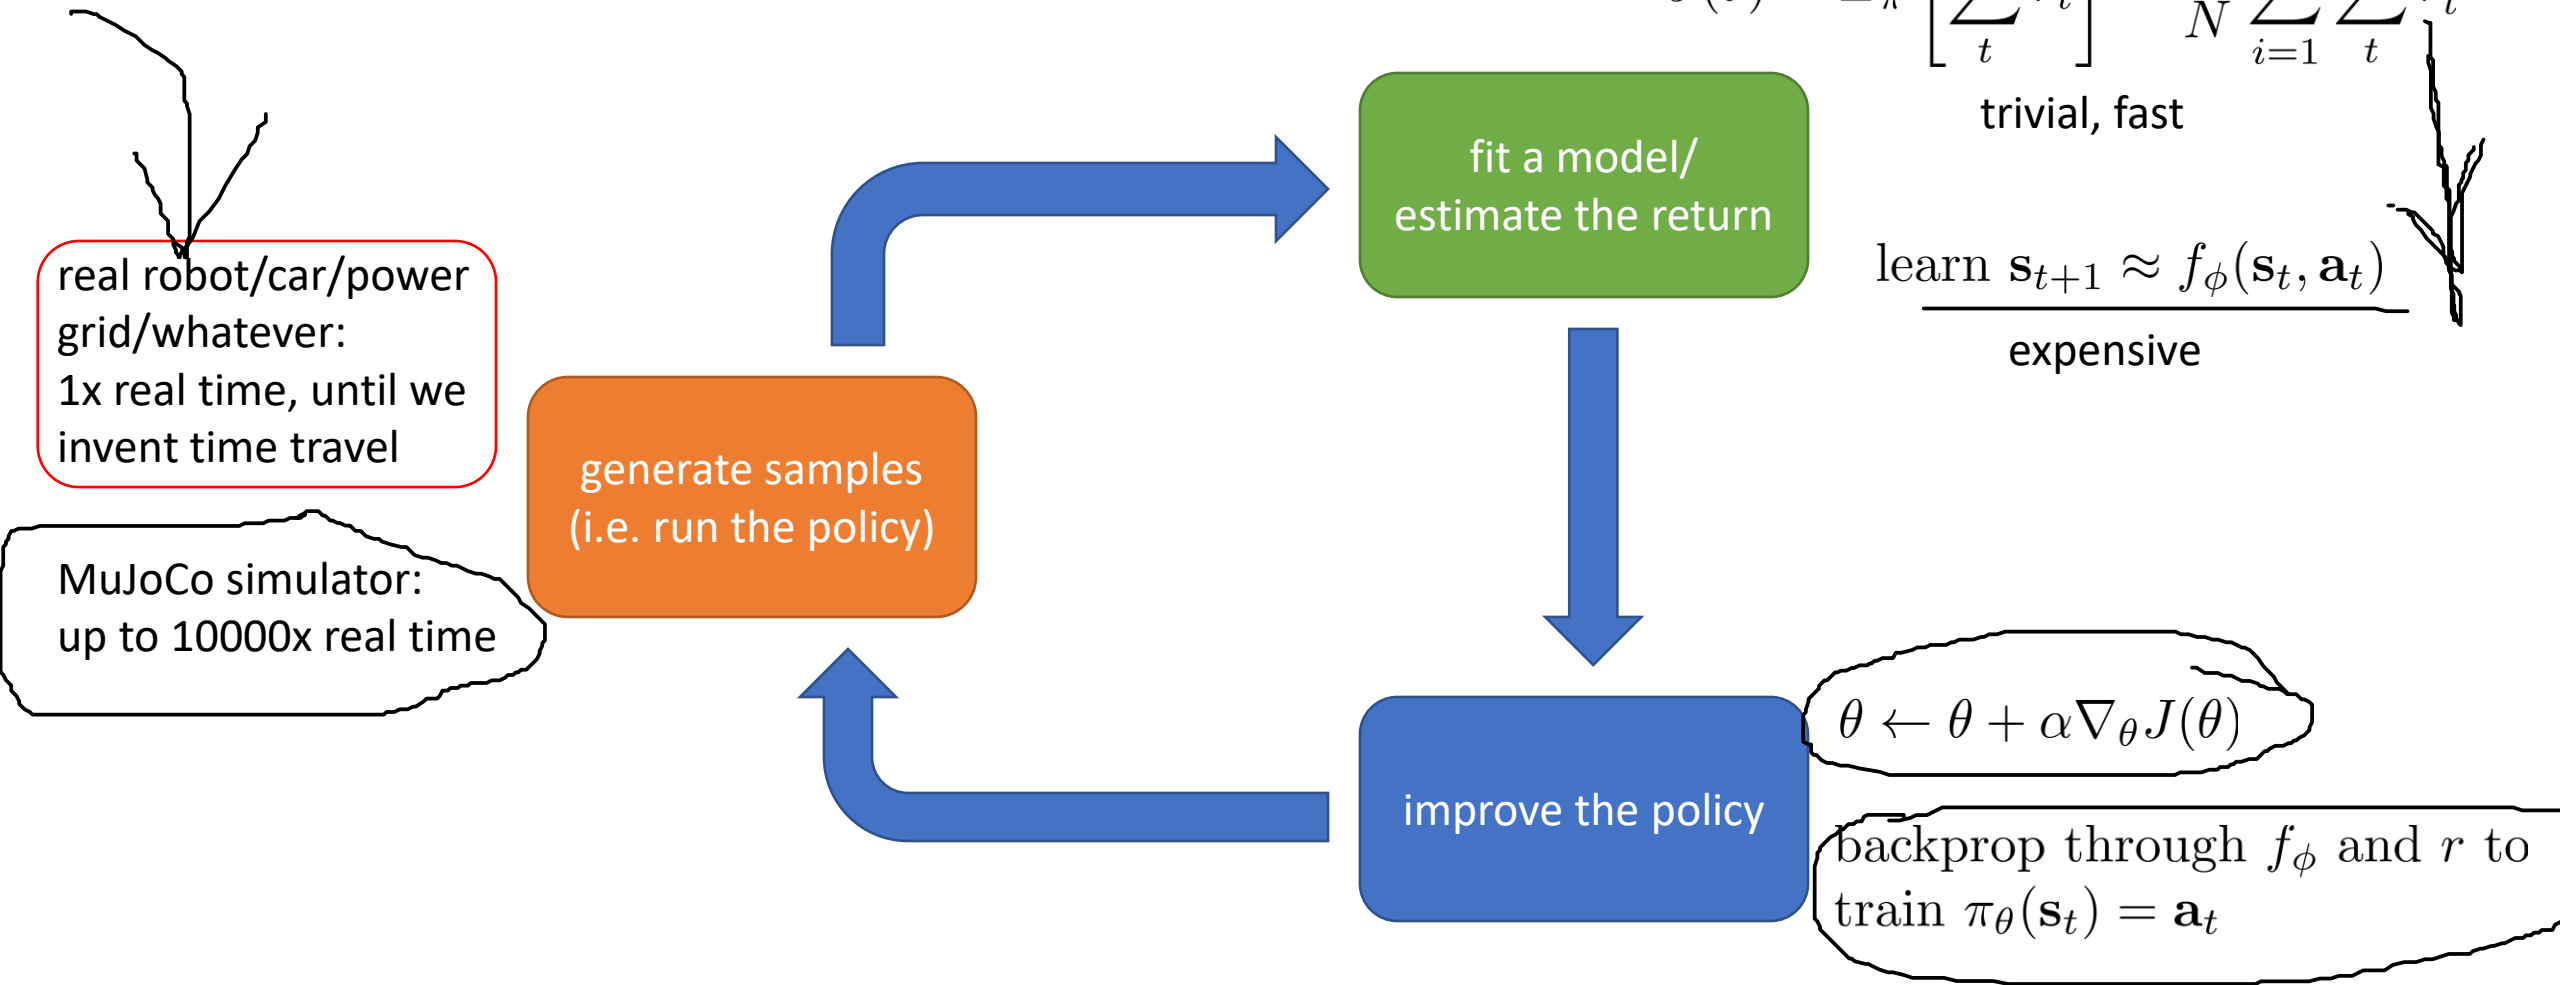 trivial, fast
fit a model/
estimate the return
learn s_{t+1} ≈ f_ϕ(s_t, a_t)
expensive
real robot/car/power
grid/whatever:
1x real time, until we
invent time travel
generate samples
(i.e. run the policy)
MuJoCo simulator:
up to 10000x real time
improve the policy
θ ← θ + α∇_θ J(θ)
backprop through f_ϕ and r to
train π_θ(s_t) = a_t